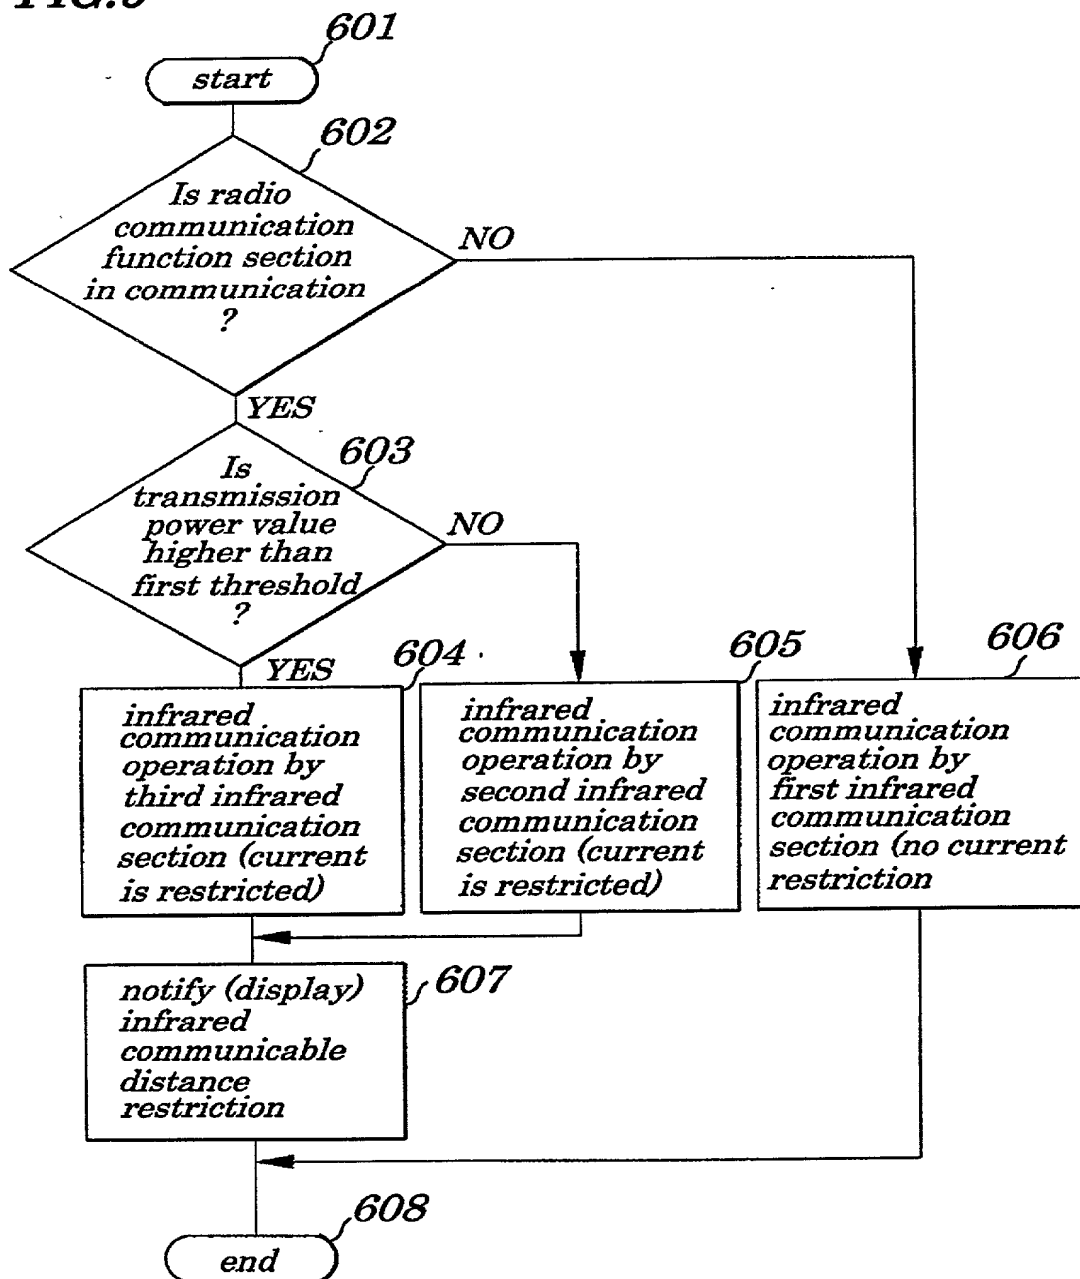 601
start
602
Is radio
communication
function section
in communication
?
NO
YES
603
Is
transmission
power value
higher than
first threshold
?
NO
YES
604
infrared
communication
operation by
third infrared
communication
section (current
is restricted)
605
infrared
communication
operation by
second infrared
communication
section (current
is restricted)
606
infrared
communication
operation by
first infrared
communication
section (no current
restriction
607
notify (display)
infrared
communicable
distance
restriction
608
end